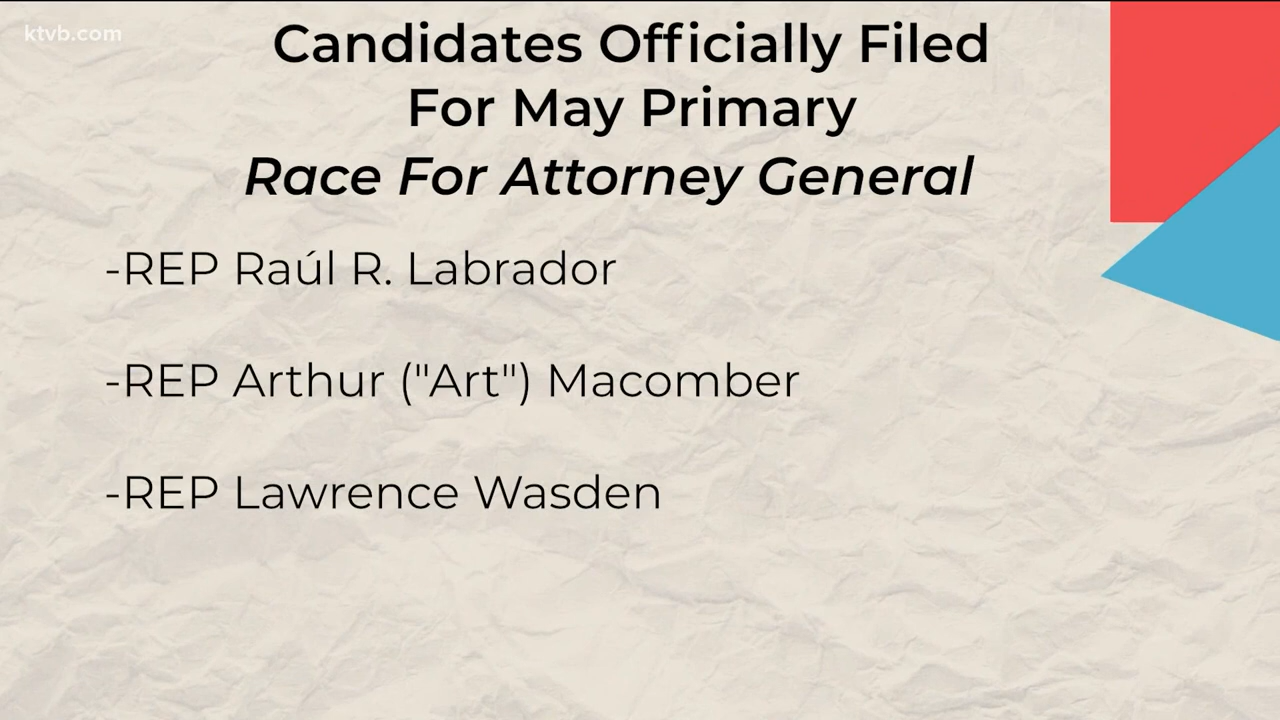 ktvb.com
Candidates Officially Filed
For May Primary
Race For Attorney General
-REP Raúl R. Labrador
-REP Arthur ("Art") Macomber
-REP Lawrence Wasden